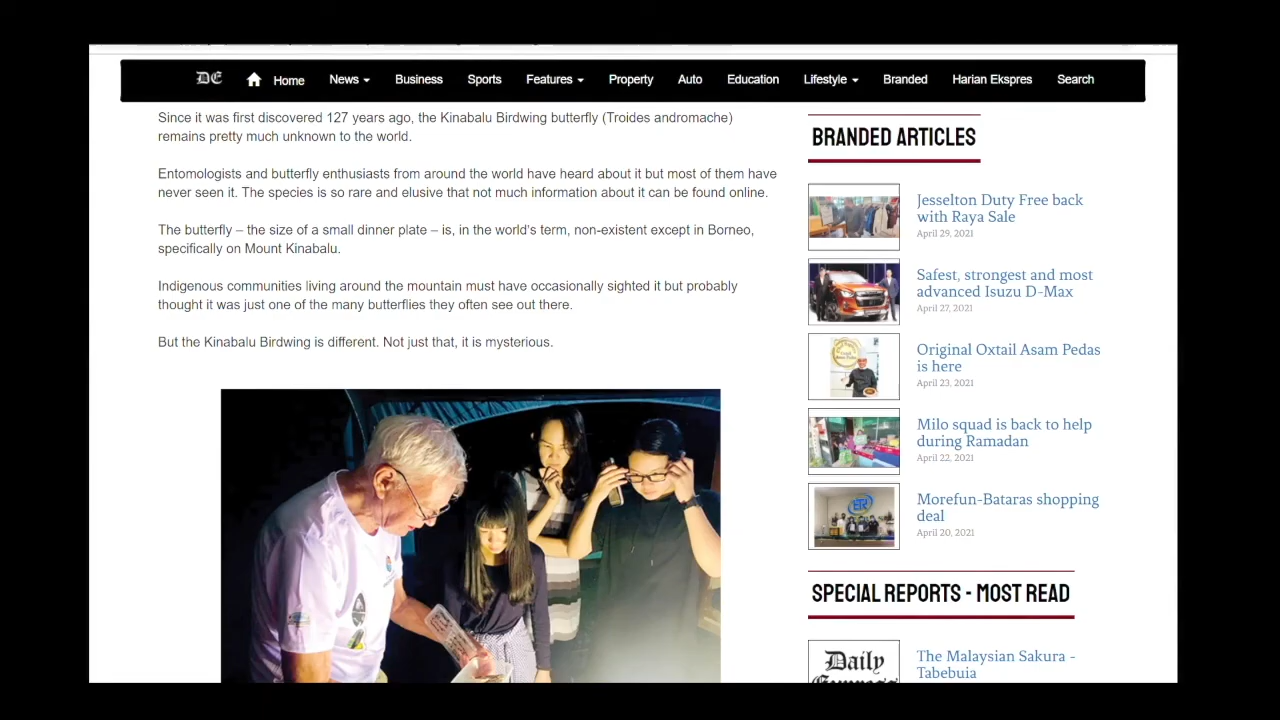 DE
Home
News
Business
Sports
Features
Property
Auto
Education
Lifestyle
Branded
Harian Ekspres
Search
Since it was first discovered 127 years ago, the Kinabalu Birdwing butterfly (Troides andromache)
remains pretty much unknown to the world.
Entomologists and butterfly enthusiasts from around the world have heard about it but most of them have
never seen it. The species is so rare and elusive that not much information about it can be found online.
The butterfly – the size of a small dinner plate – is, in the world's term, non-existent except in Borneo,
specifically on Mount Kinabalu.
Indigenous communities living around the mountain must have occasionally sighted it but probably
thought it was just one of the many butterflies they often see out there.
But the Kinabalu Birdwing is different. Not just that, it is mysterious.
BRANDED ARTICLES
Jesselton Duty Free back
with Raya Sale
April 29, 2021
Safest, strongest and most
advanced Isuzu D-Max
April 27, 2021
Original Oxtail Asam Pedas
is here
April 23, 2021
Milo squad is back to help
during Ramadan
April 22, 2021
Morefun-Bataras shopping
deal
April 20, 2021
SPECIAL REPORTS - MOST READ
Daily
Express
The Malaysian Sakura -
Tabebuia